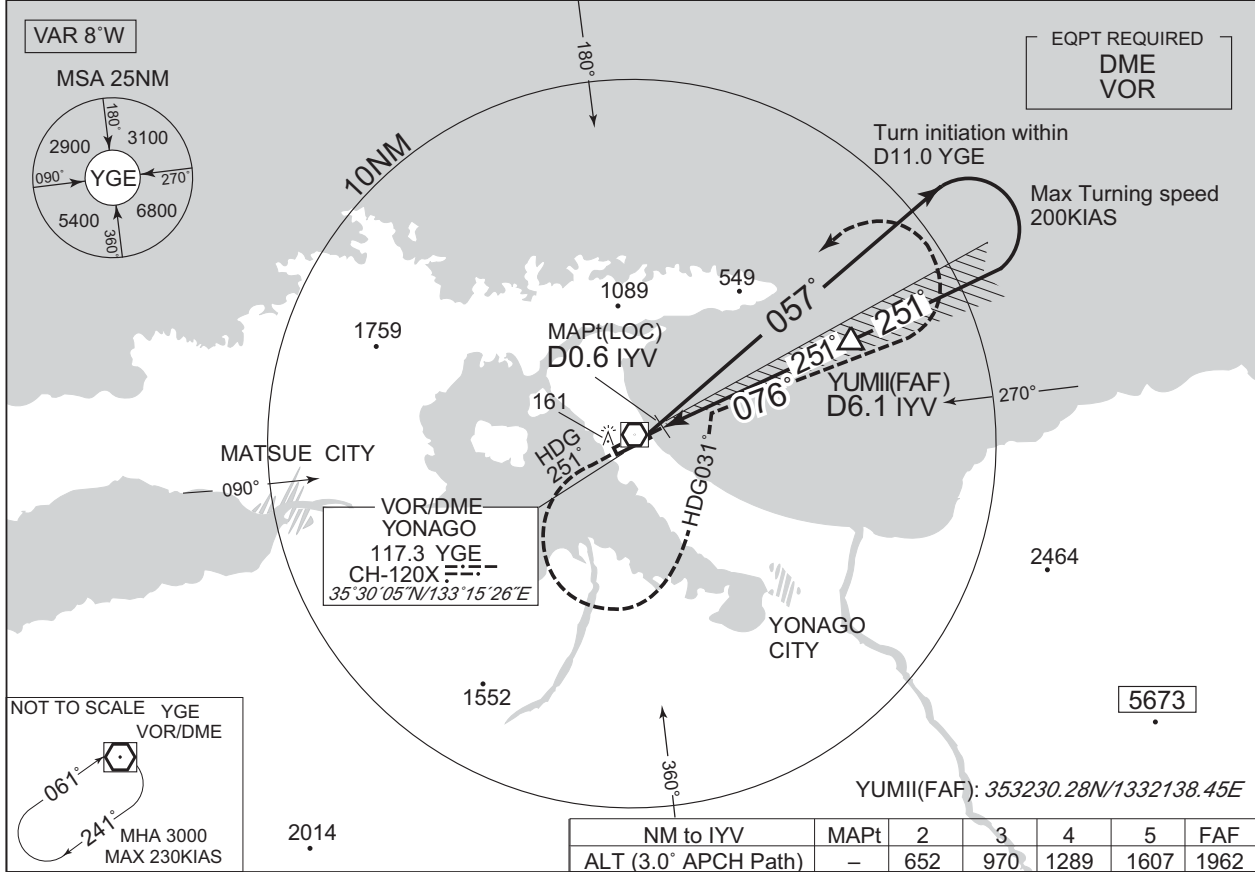 VAR 8°W
MSA 25NM
180°
2900
3100
YGE
090°
270°
5400
6800
360°
180°
10NM
EQPT REQUIRED
DME
VOR
Turn initiation within
D11.0 YGE
Max Turning speed
200KIAS
057°
251°
251°
076°
YUMII(FAF)
D6.1 IYV
270°
549
1089
1759
MAPt(LOC)
D0.6 IYV
161
HDG
251°
HDG031°
MATSUE CITY
090°
VOR/DME
YONAGO
117.3 YGE
CH-120X
35°30′05″N/133°15′26″E
2464
YONAGO
CITY
1552
5673
360°
2014
NOT TO SCALE
YGE
VOR/DME
061°
241°
MHA 3000
MAX 230KIAS
YUMII(FAF): 353230.28N/1332138.45E
NM to IYV MAPt 2 3 4 5 FAF
ALT (3.0° APCH Path) – 652 970 1289 1607 1962